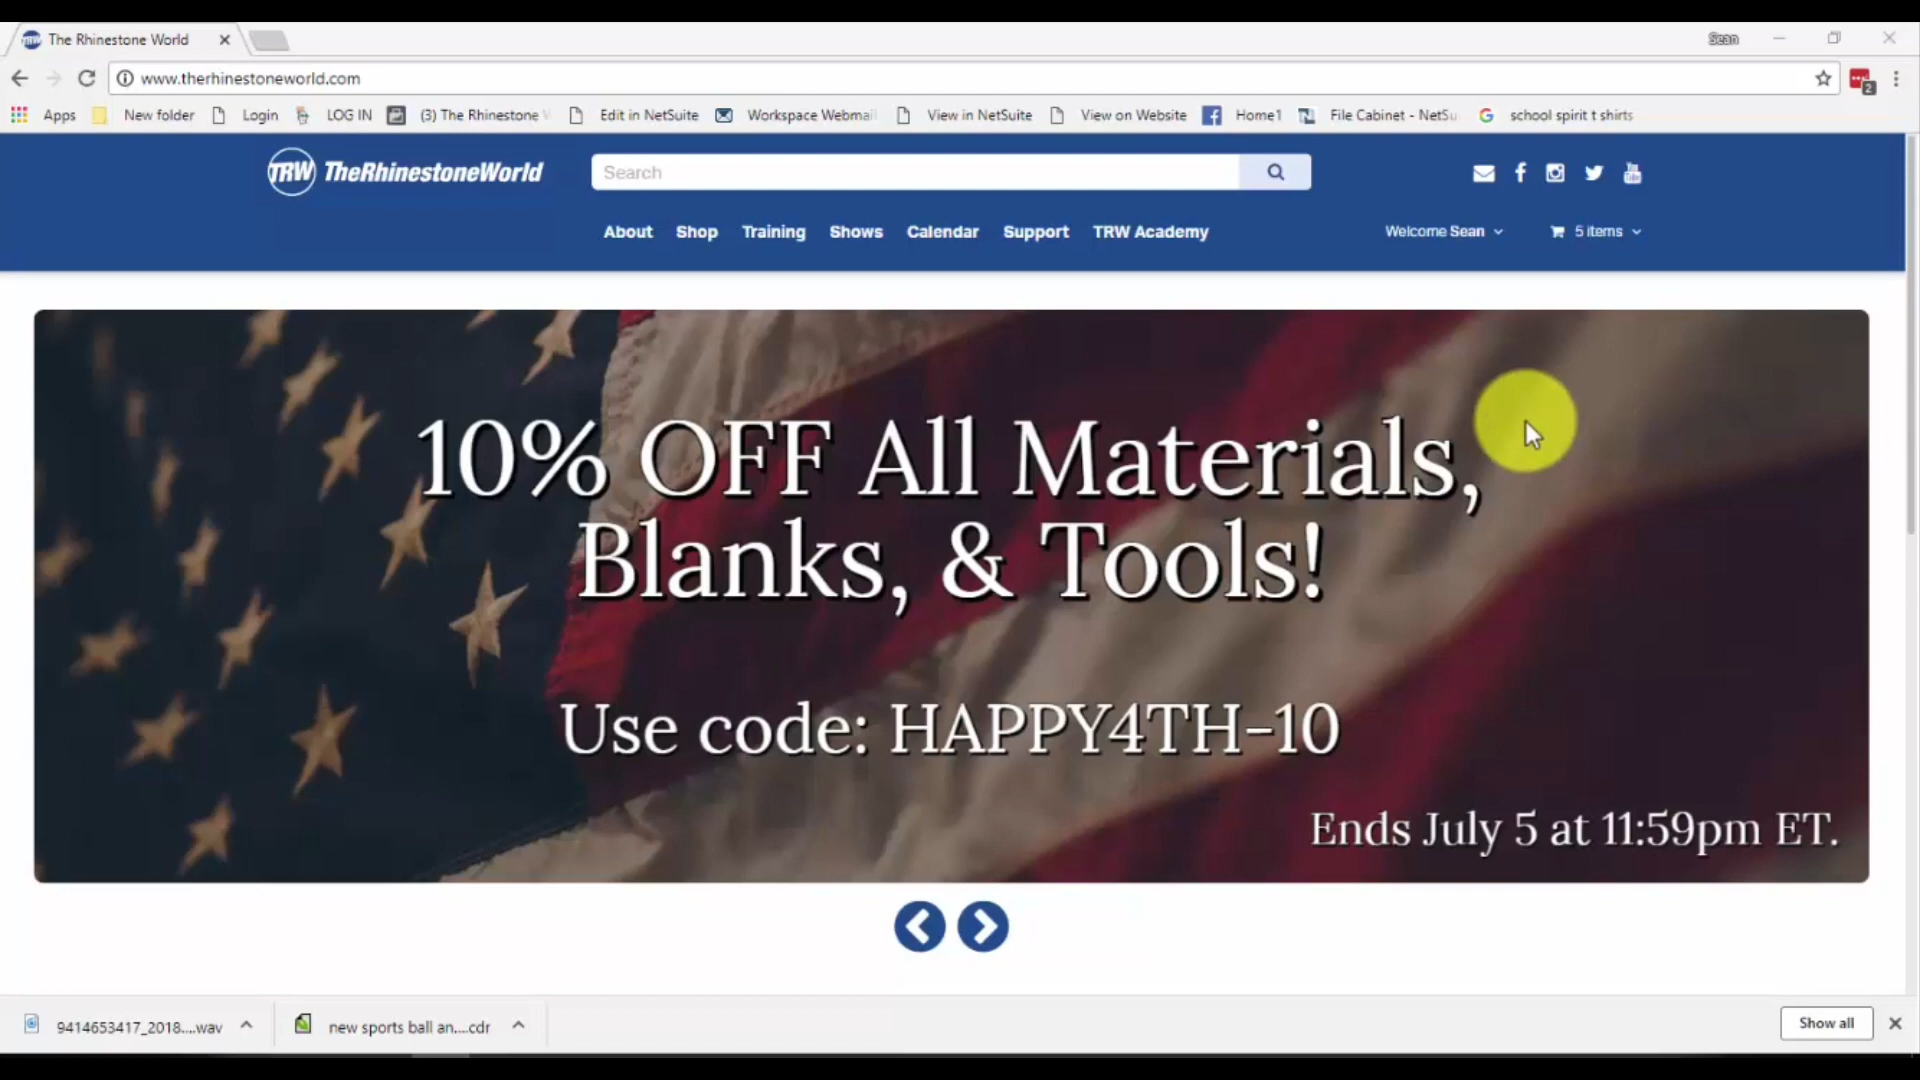 The Rhinestone World
Sean
www.therhinestoneworld.com
2
Apps New folder Login LOG IN (3) The Rhinestone Edit in NetSuite Workspace Webmail View in NetSuite View on Website Home1 File Cabinet - NetSu school spirit t shirts
TRW TheRhinestoneWorld
Search
About Shop Training Shows Calendar Support TRW Academy
Welcome Sean
5 items
10% OFF All Materials,
Blanks, & Tools!
Use code: HAPPY4TH-10
Ends July 5 at 11:59pm ET.
9414653417_2018....wav
new sports ball an....cdr
Show all